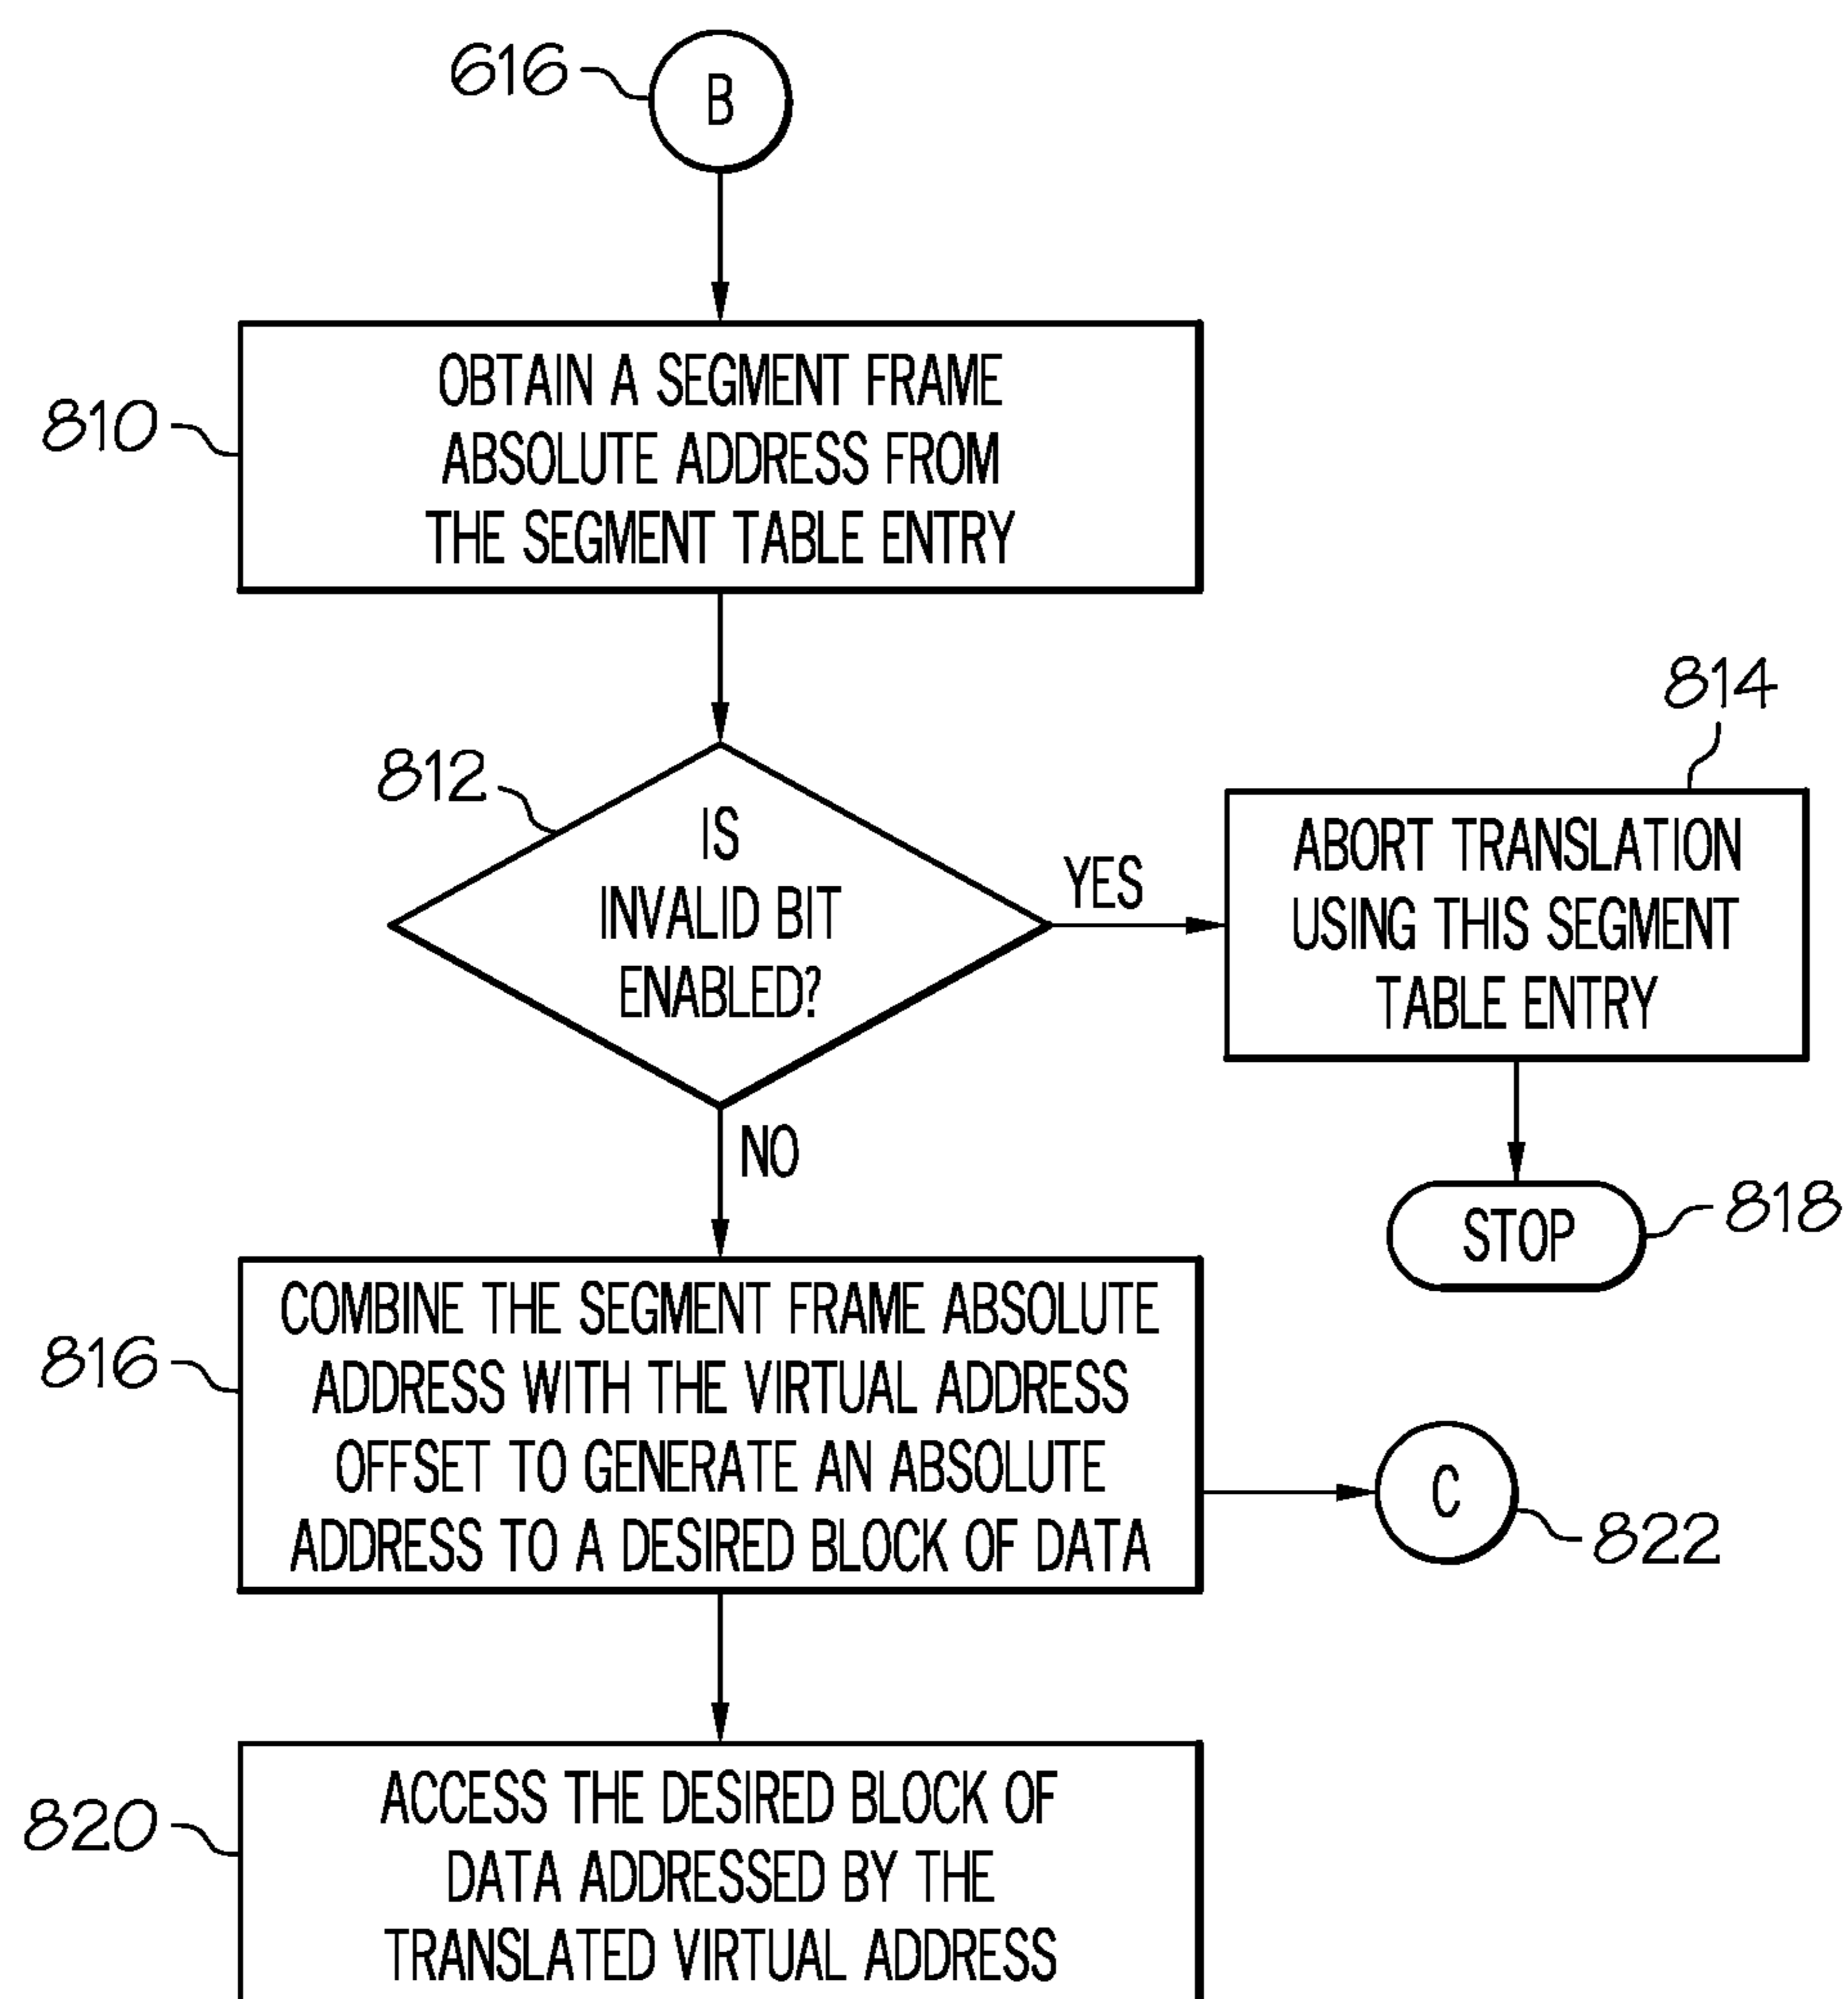 616
B
810
OBTAIN A SEGMENT FRAME
ABSOLUTE ADDRESS FROM
THE SEGMENT TABLE ENTRY
812
IS
INVALID BIT
ENABLED?
YES
814
ABORT TRANSLATION
USING THIS SEGMENT
TABLE ENTRY
STOP
818
NO
816
COMBINE THE SEGMENT FRAME ABSOLUTE
ADDRESS WITH THE VIRTUAL ADDRESS
OFFSET TO GENERATE AN ABSOLUTE
ADDRESS TO A DESIRED BLOCK OF DATA
C
822
820
ACCESS THE DESIRED BLOCK OF
DATA ADDRESSED BY THE
TRANSLATED VIRTUAL ADDRESS